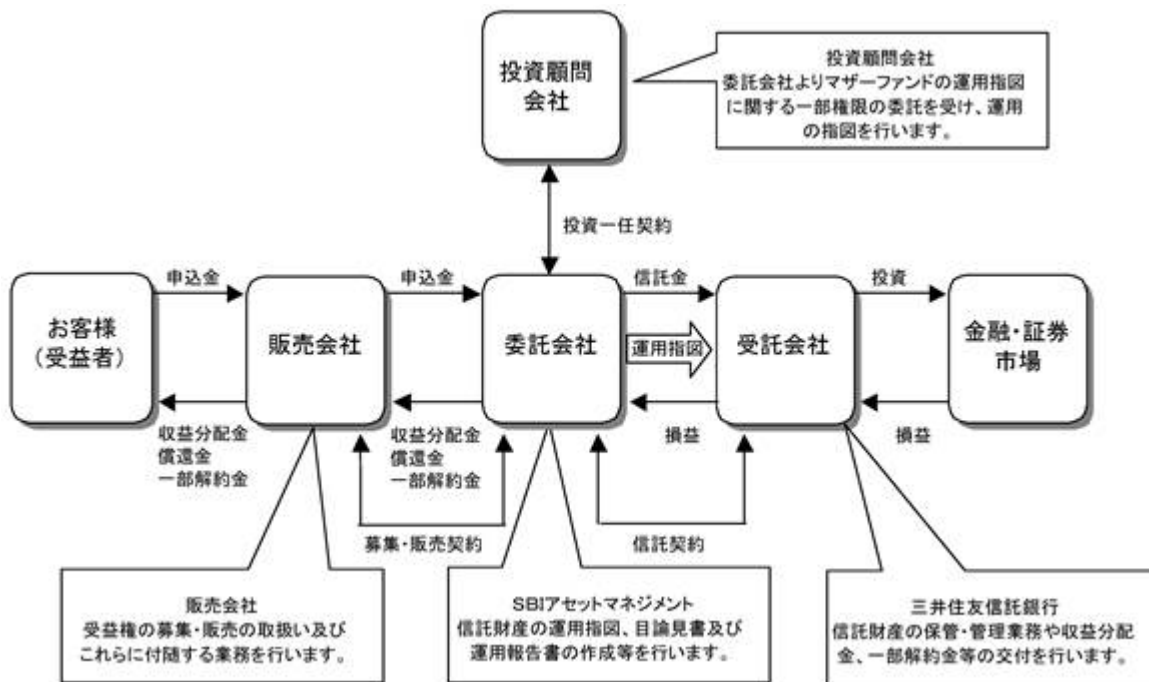 投資顧問
会社
投資顧問会社
委託会社よりマザーファンドの運用指図
に関する一部権限の委託を受け、運用
の指図を行います。
投資一任契約
お客様
（受益者）
申込金
販売会社
申込金
委託会社
信託金
運用指図
受託会社
投資
金融・証券
市場
収益分配金
償還金
一部解約金
収益分配金
償還金
一部解約金
損益
損益
募集・販売契約
信託契約
販売会社
受益権の募集・販売の取扱い及び
これらに付随する業務を行います。
SBIアセットマネジメント
信託財産の運用指図、目論見書及び
運用報告書の作成等を行います。
三井住友信託銀行
信託財産の保管・管理業務や収益分配
金、一部解約金等の交付を行います。